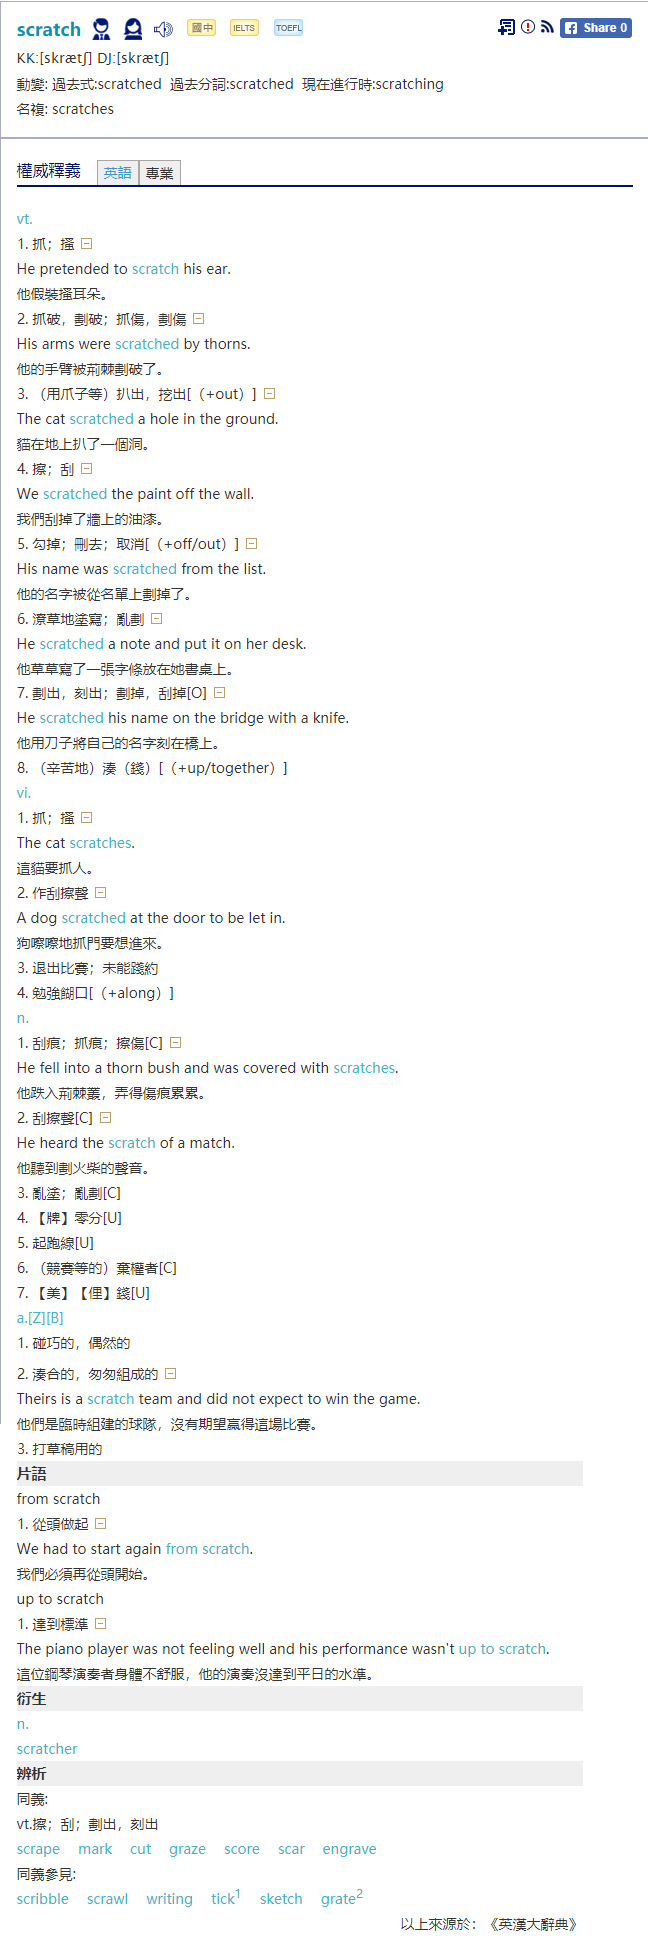 scratch 國中 IELTS TOEFL Share 0
KK:[skrætʃ] DJ:[skrætʃ]
動變: 過去式:scratched 過去分詞:scratched 現在進行時:scratching
名複: scratches
權威釋義 英語 專業
vt.
1. 抓；搔
He pretended to scratch his ear.
他假裝搔耳朵。
2. 抓破，劃破；抓傷，劃傷
His arms were scratched by thorns.
他的手臂被荊棘劃破了。
3. （用爪子等）扒出，挖出[（+out）]
The cat scratched a hole in the ground.
貓在地上扒了一個洞。
4. 擦；刮
We scratched the paint off the wall.
我們刮掉了牆上的油漆。
5. 勾掉；刪去；取消[（+off/out）]
His name was scratched from the list.
他的名字被從名單上劃掉了。
6. 潦草地塗寫；亂劃
He scratched a note and put it on her desk.
他草草寫了一張字條放在她書桌上。
7. 劃出，刻出；劃掉，刮掉[O]
He scratched his name on the bridge with a knife.
他用刀子將自己的名字刻在橋上。
8. （辛苦地）湊（錢）[（+up/together）]
vi.
1. 抓；搔
The cat scratches.
這貓要抓人。
2. 作刮擦聲
A dog scratched at the door to be let in.
狗嚓嚓地抓門要想進來。
3. 退出比賽；未能踐約
4. 勉強餬口[（+along）]
n.
1. 刮痕；抓痕；擦傷[C]
He fell into a thorn bush and was covered with scratches.
他跌入荊棘叢，弄得傷痕累累。
2. 刮擦聲[C]
He heard the scratch of a match.
他聽到劃火柴的聲音。
3. 亂塗；亂劃[C]
4. 【牌】零分[U]
5. 起跑線[U]
6. （競賽等的）棄權者[C]
7. 【美】【俚】錢[U]
a.[Z][B]
1. 碰巧的，偶然的
2. 湊合的，匆匆組成的
Theirs is a scratch team and did not expect to win the game.
他們是臨時組建的球隊，沒有期望贏得這場比賽。
3. 打草稿用的
片語
from scratch
1. 從頭做起
We had to start again from scratch.
我們必須再從頭開始。
up to scratch
1. 達到標準
The piano player was not feeling well and his performance wasn't up to scratch.
這位鋼琴演奏者身體不舒服，他的演奏沒達到平日的水準。
衍生
n.
scratcher
辨析
同義:
vt.擦；刮；劃出，刻出
scrape mark cut graze score scar engrave
同義參見:
scribble scrawl writing tick1 sketch grate2
以上來源於：《英漢大辭典》